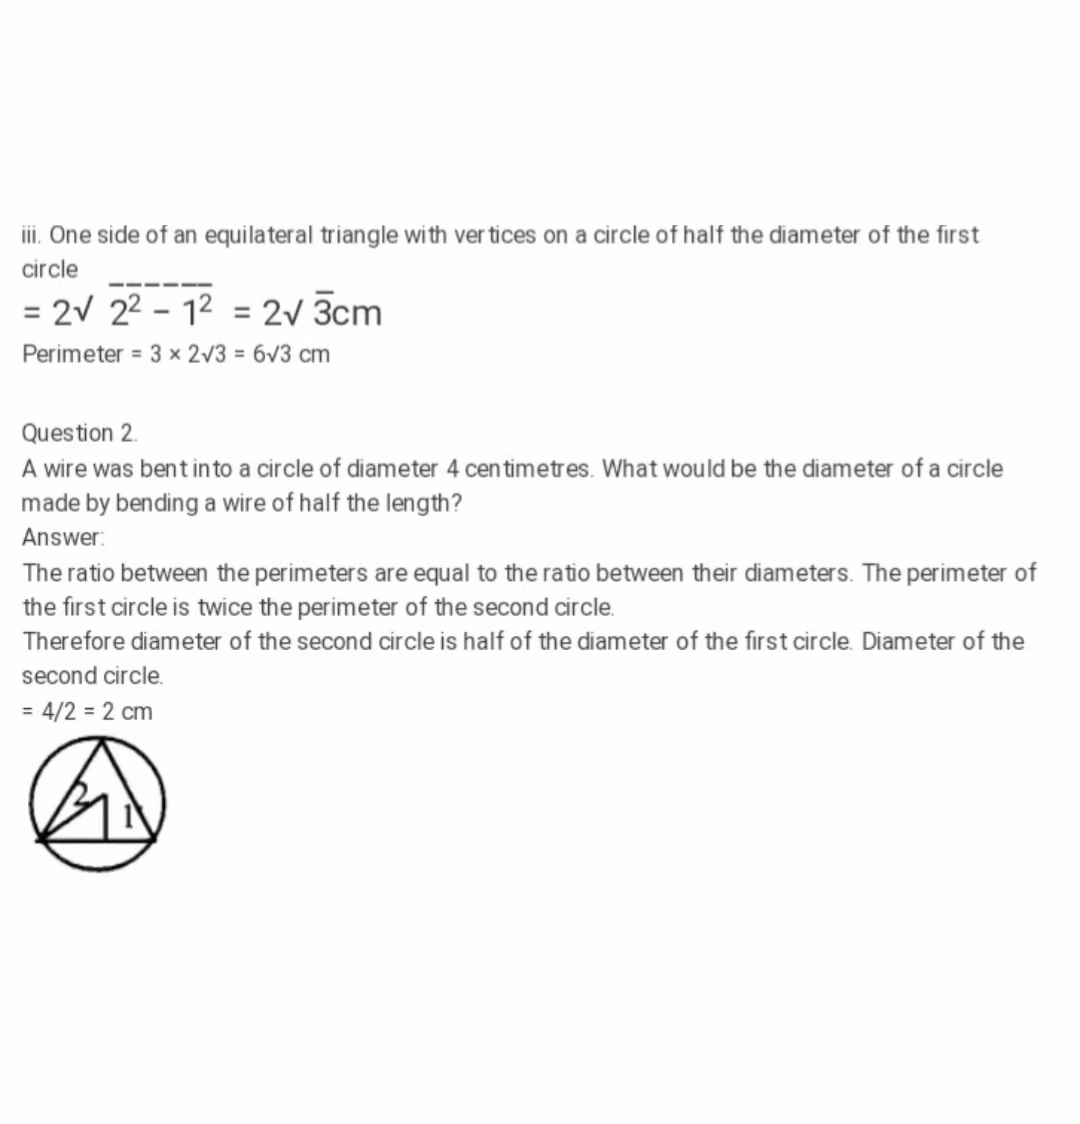 iii. One side of an equilateral triangle with vertices on a circle of half the diameter of the first
circle
= 2√ 2² – 1² = 2√ 3cm
Perimeter = 3 × 2√3 = 6√3 cm
Question 2.
A wire was bent into a circle of diameter 4 centimetres. What would be the diameter of a circle
made by bending a wire of half the length?
Answer:
The ratio between the perimeters are equal to the ratio between their diameters. The perimeter of
the first circle is twice the perimeter of the second circle.
Therefore diameter of the second circle is half of the diameter of the first circle. Diameter of the
second circle.
= 4/2 = 2 cm
2
1